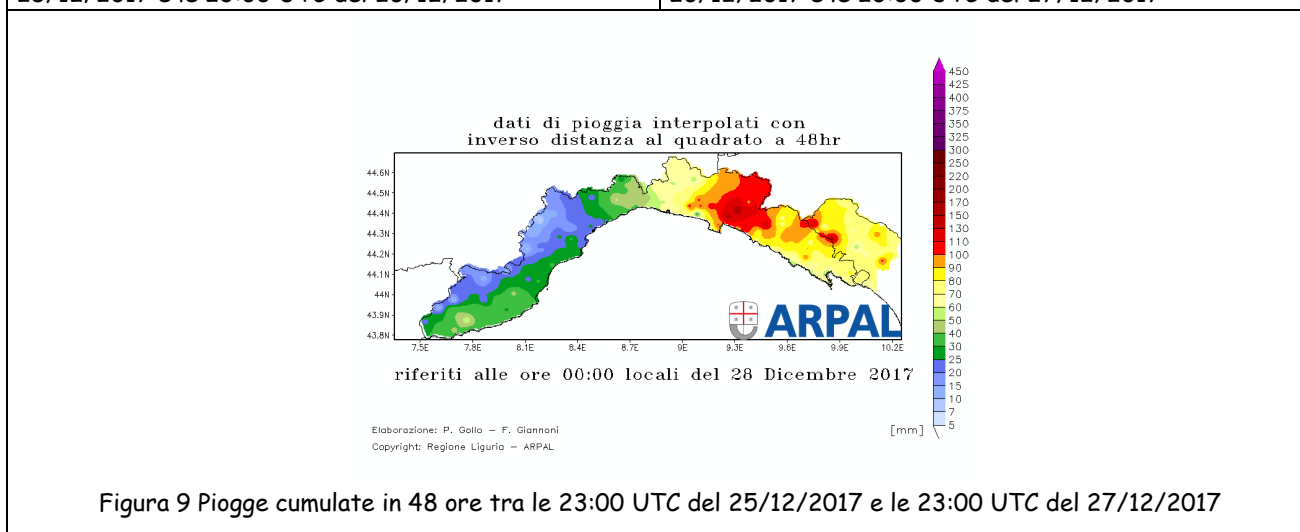 dati di pioggia interpolati con
inverso distanza al quadrato a 48hr
450
425
400
375
350
325
300
250
220
200
170
150
130
110
100
90
80
70
60
50
40
30
25
20
15
10
7
5
[mm]
44.6N
44.5N
44.4N
44.3N
44.2N
44.1N
44N
43.9N
43.8N
7.5E 7.8E 8.1E 8.4E 8.7E 9E 9.3E 9.6E 9.9E 10.2E
ARPAL
riferiti alle ore 00:00 locali del 28 Dicembre 2017
Elaborazione: P. Gollo – F. Giannoni
Copyright: Regione Liguria – ARPAL
Figura 9 Piogge cumulate in 48 ore tra le 23:00 UTC del 25/12/2017 e le 23:00 UTC del 27/12/2017